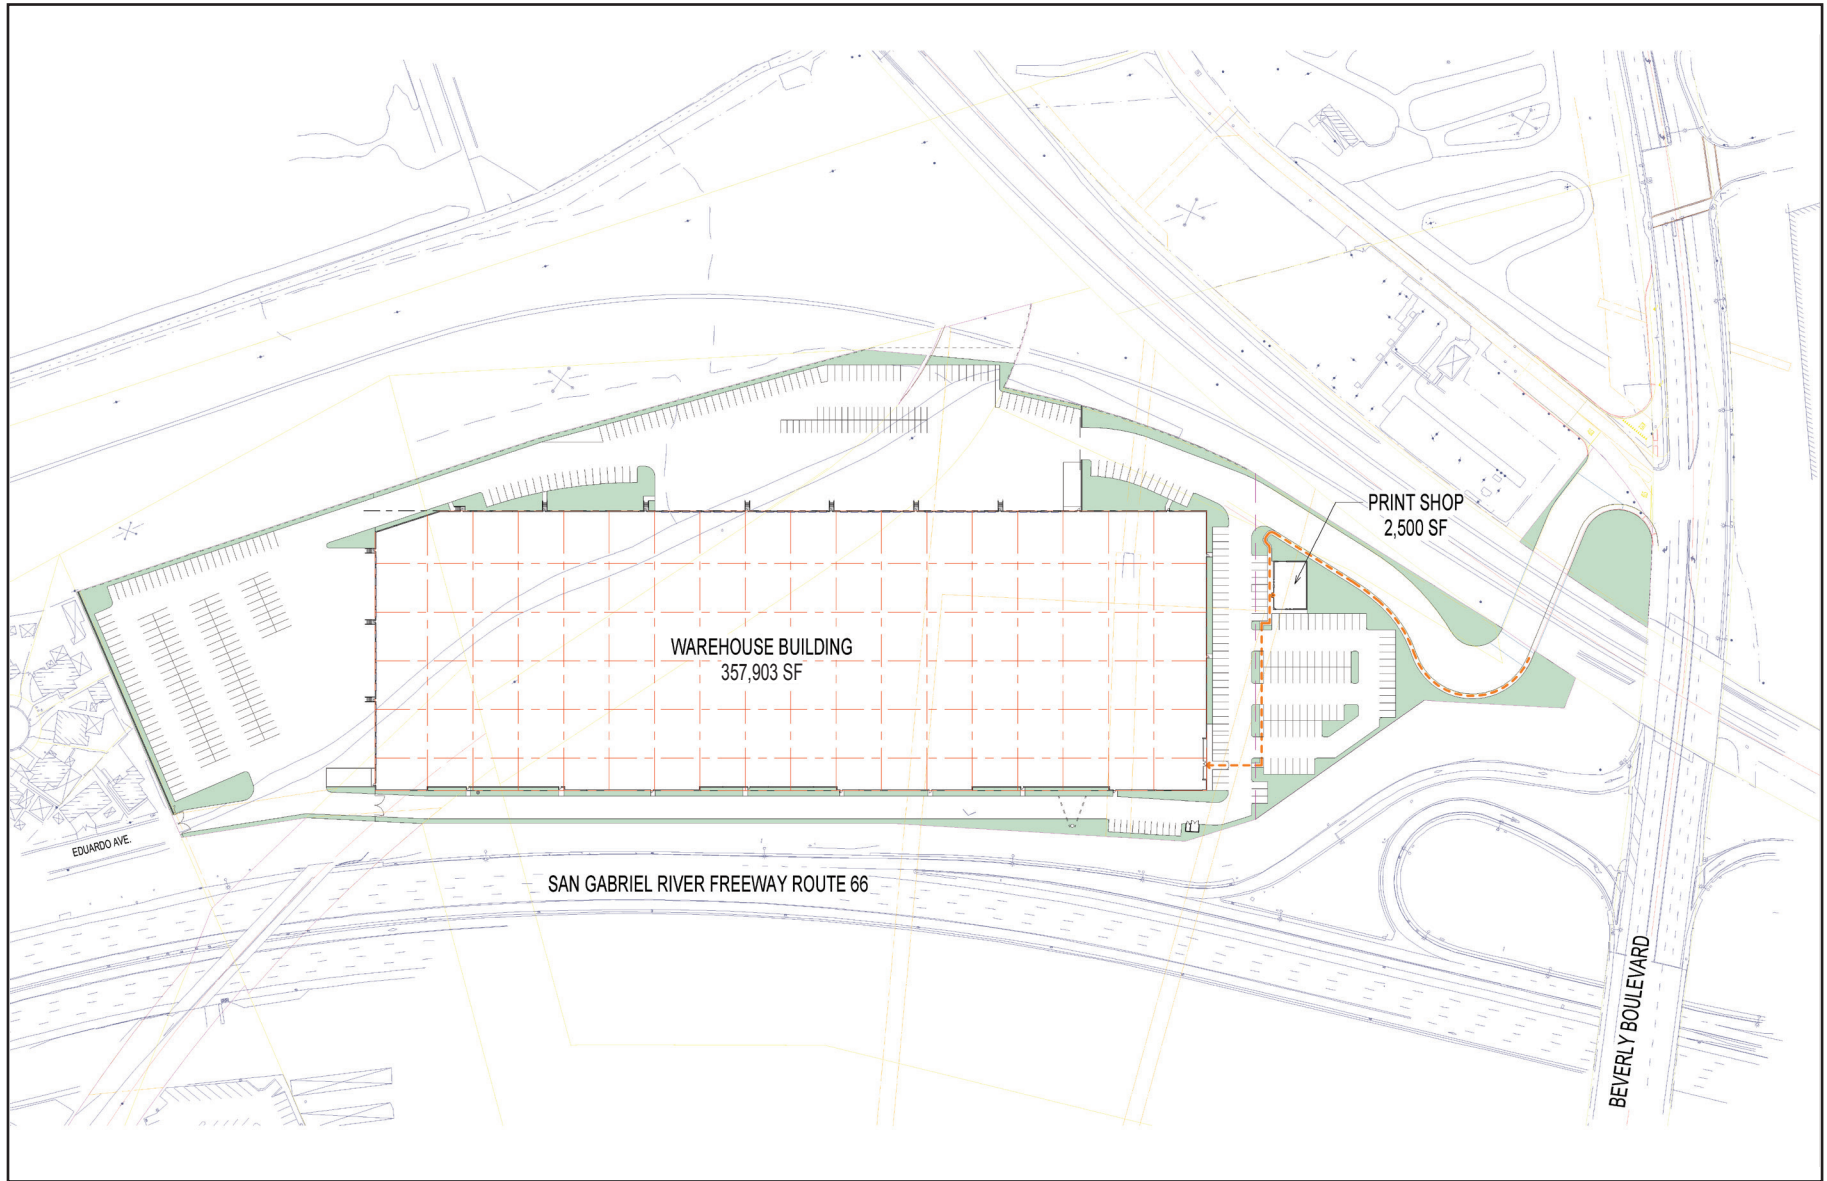 PRINT SHOP
2,500 SF
WAREHOUSE BUILDING
357,903 SF
EDUARDO AVE.
SAN GABRIEL RIVER FREEWAY ROUTE 66
BEVERLY BOULEVARD